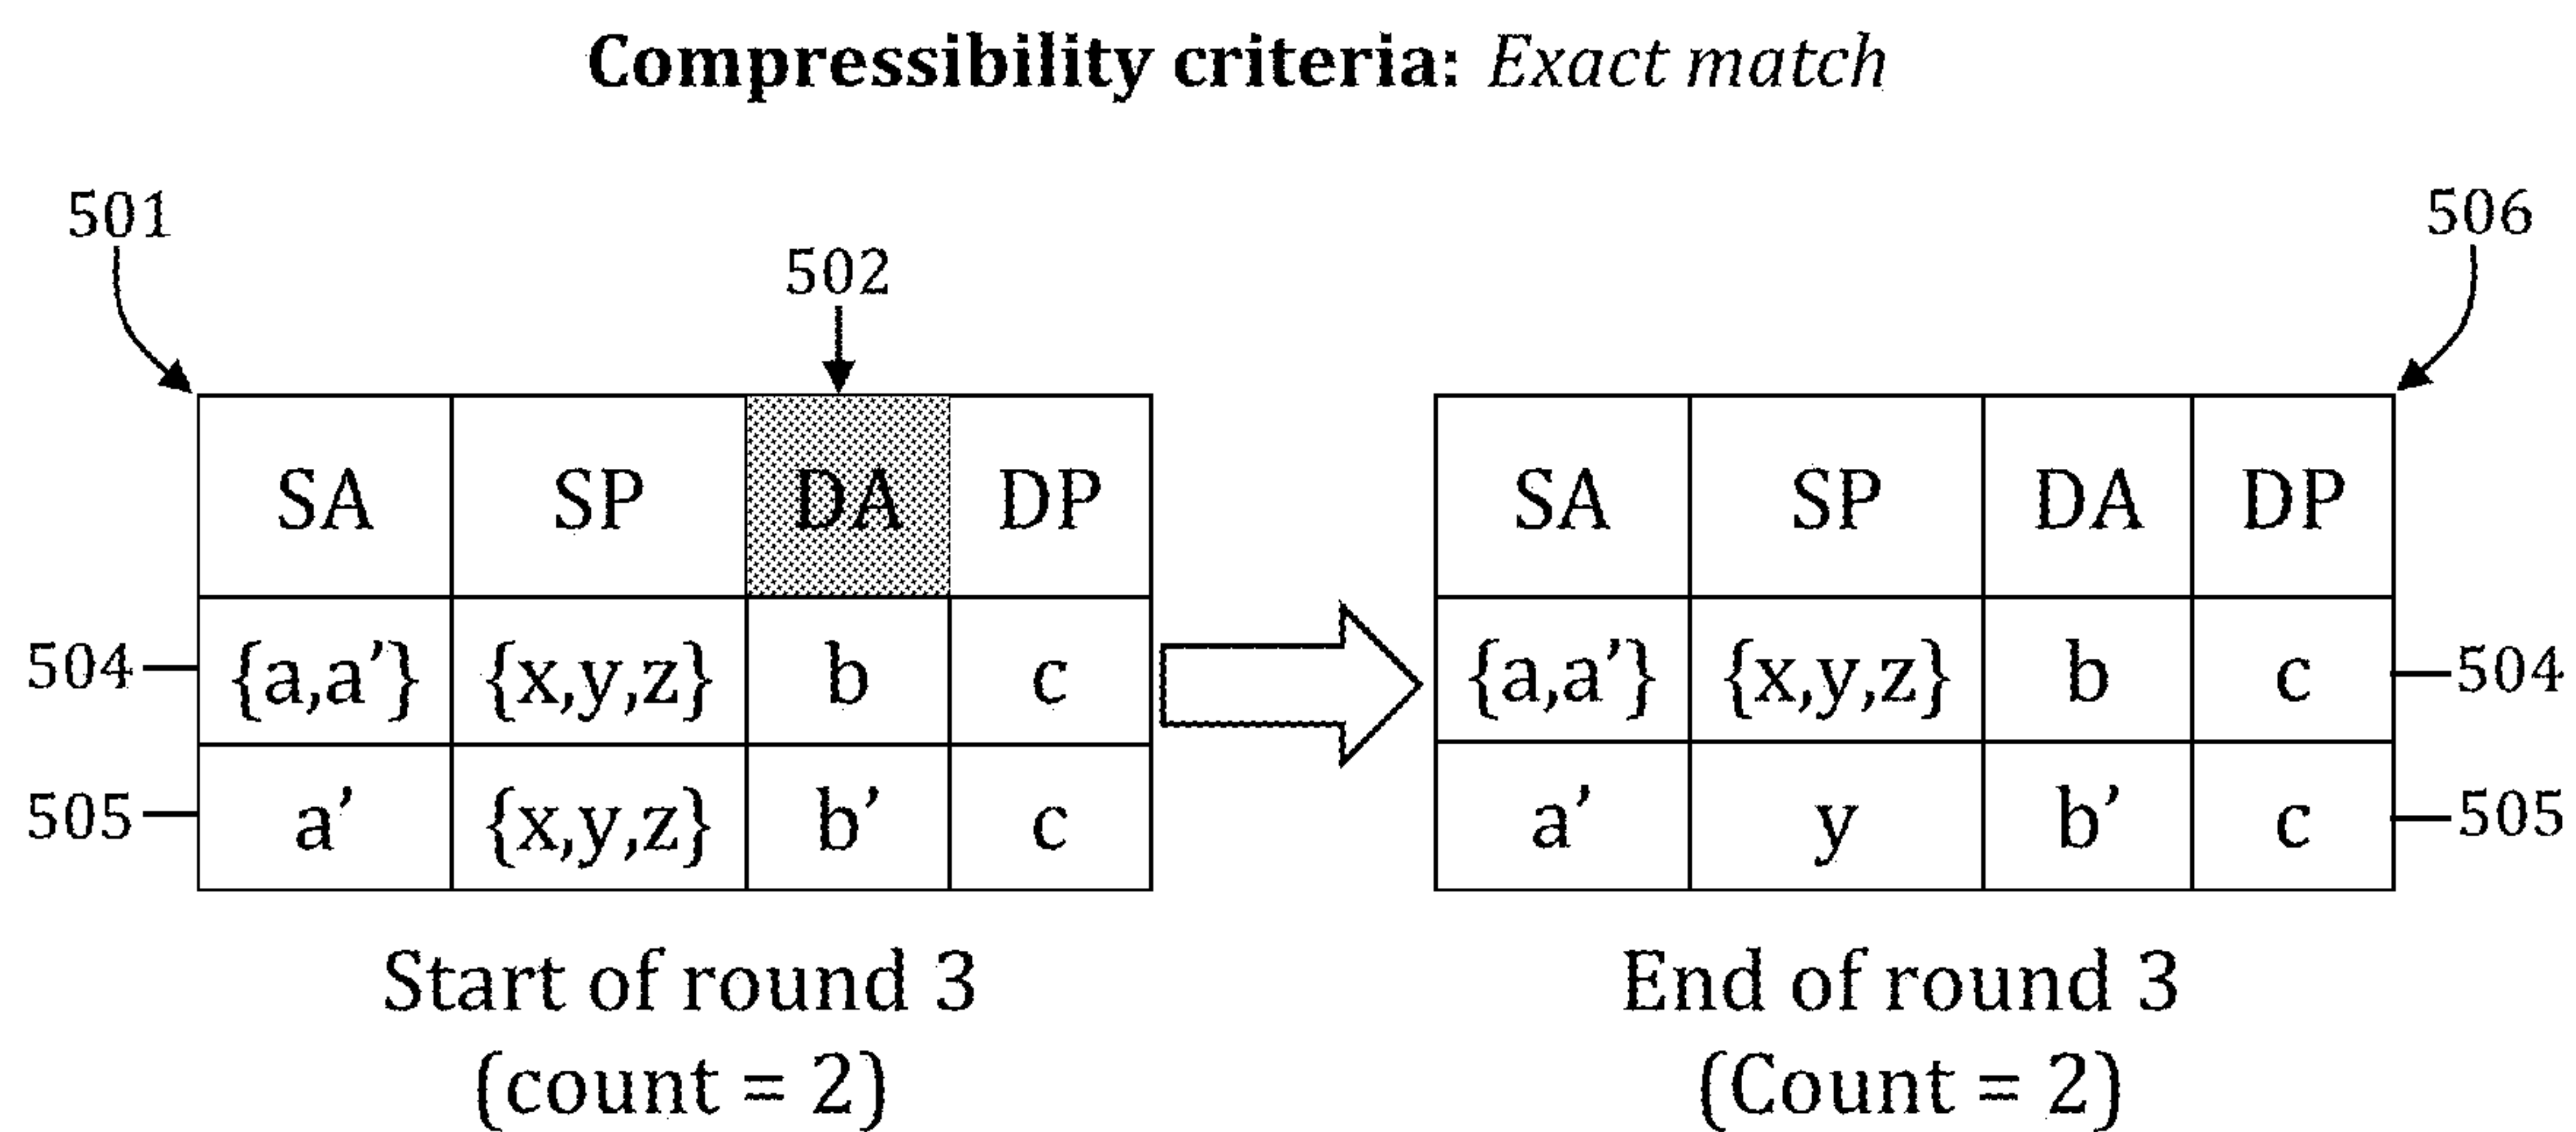 Compressibility criteria: Exact match
501
506
502
SA SP DA DP
SA SP DA DP
504 {a,a’} {x,y,z} b c
{a,a’} {x,y,z} b c 504
505 a’ {x,y,z} b’ c
a’ y b’ c 505
Start of round 3
(count = 2)
End of round 3
(Count = 2)